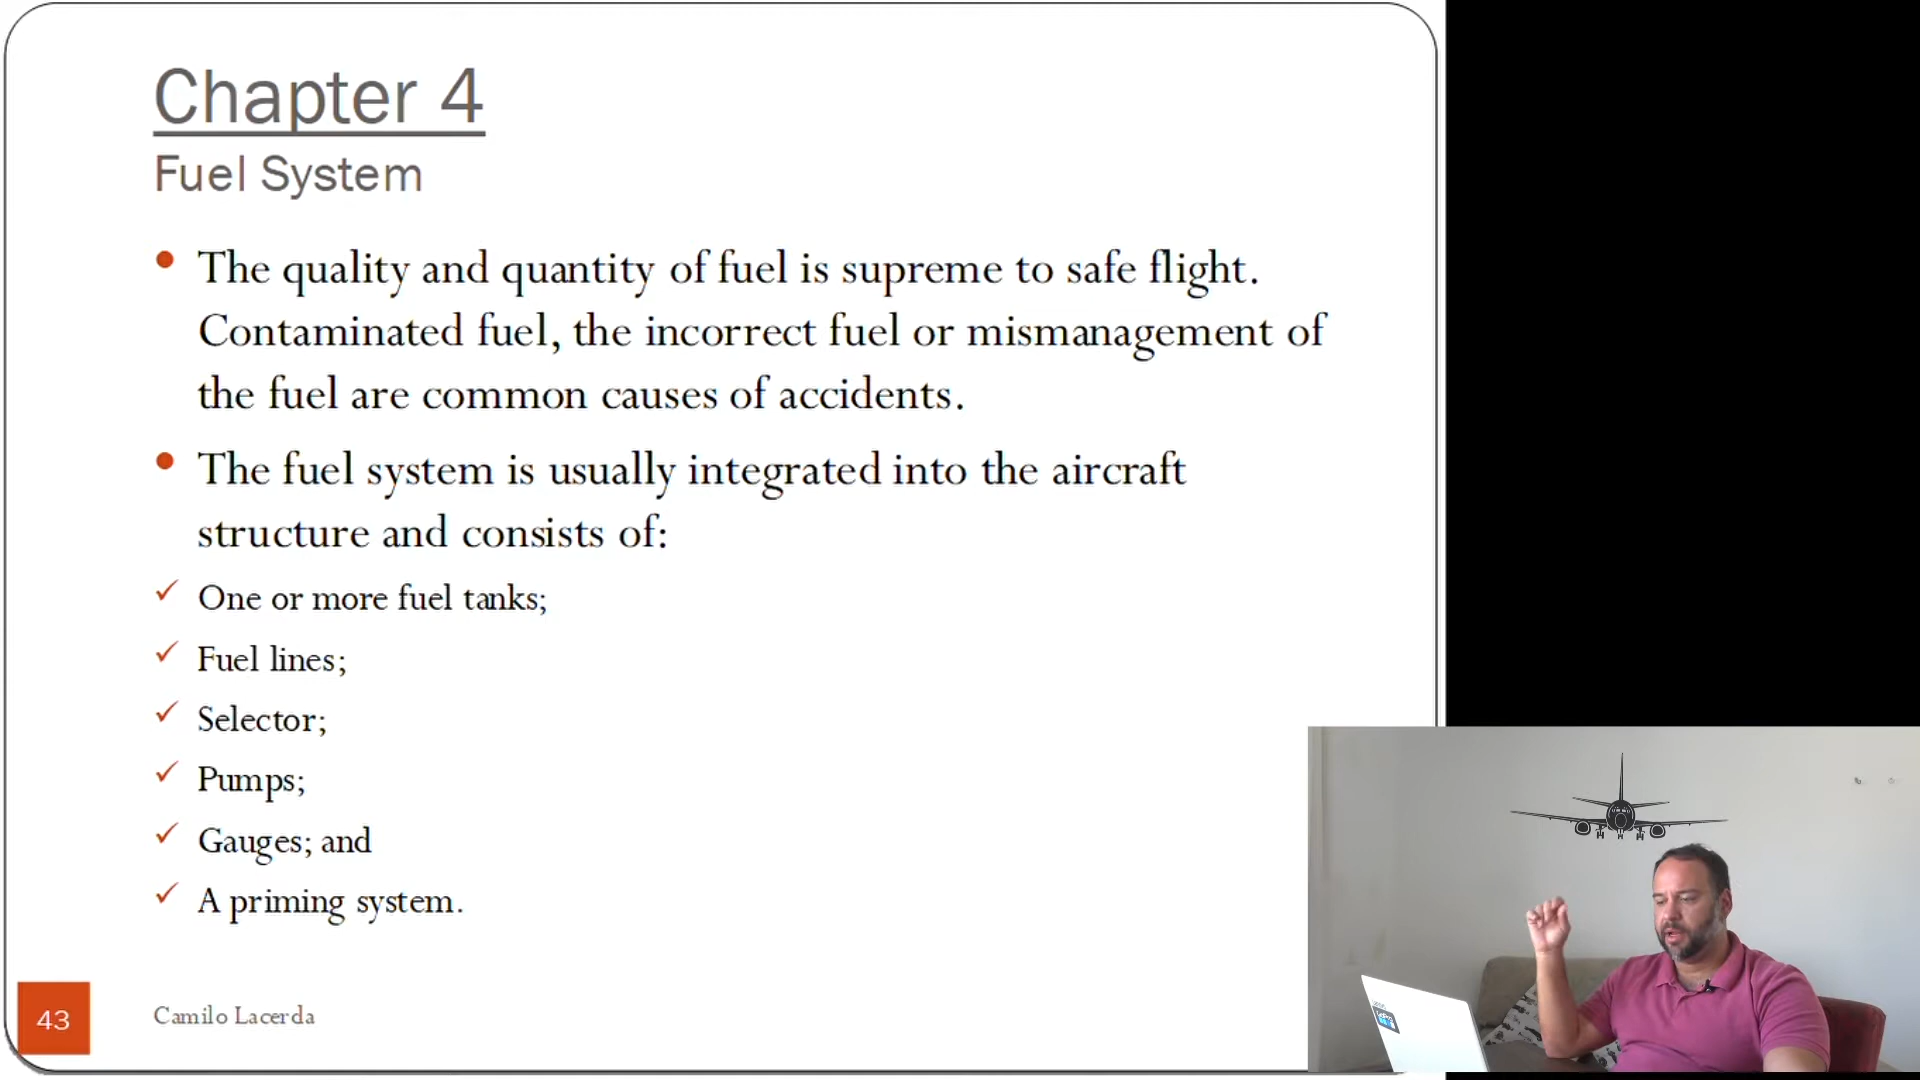 Chapter 4
Fuel System
The quality and quantity of fuel is supreme to safe flight.
Contaminated fuel, the incorrect fuel or mismanagement of
the fuel are common causes of accidents.
The fuel system is usually integrated into the aircraft
structure and consists of:
One or more fuel tanks;
Fuel lines;
Selector;
Pumps;
Gauges; and
A priming system.
43
Camilo Lacerda
GoPro